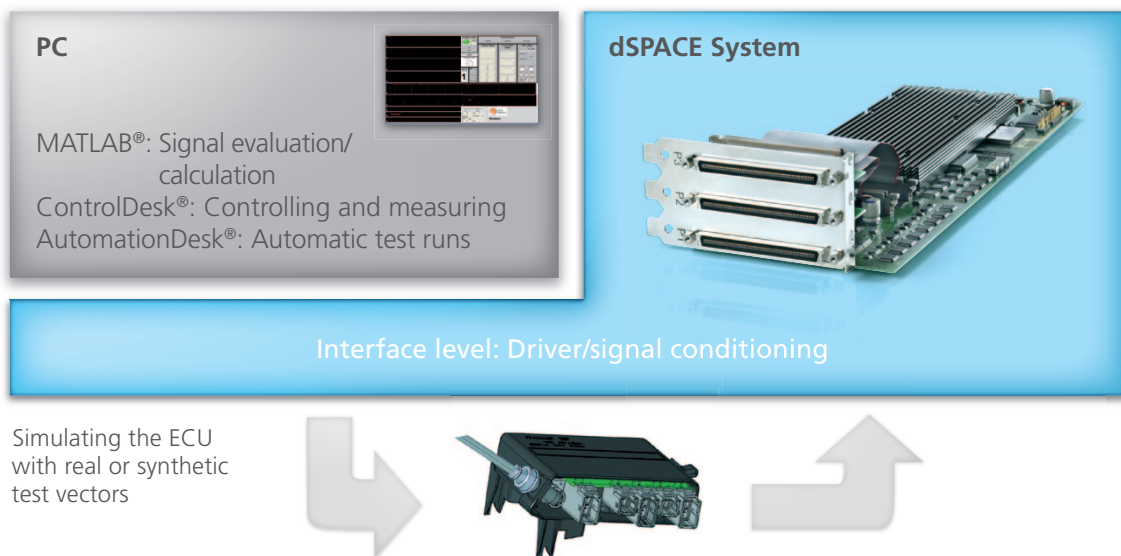 PC
MATLAB®: Signal evaluation/
calculation
ControlDesk®: Controlling and measuring
AutomationDesk®: Automatic test runs
dSPACE System
Interface level: Driver/signal conditioning
Simulating the ECU
with real or synthetic
test vectors